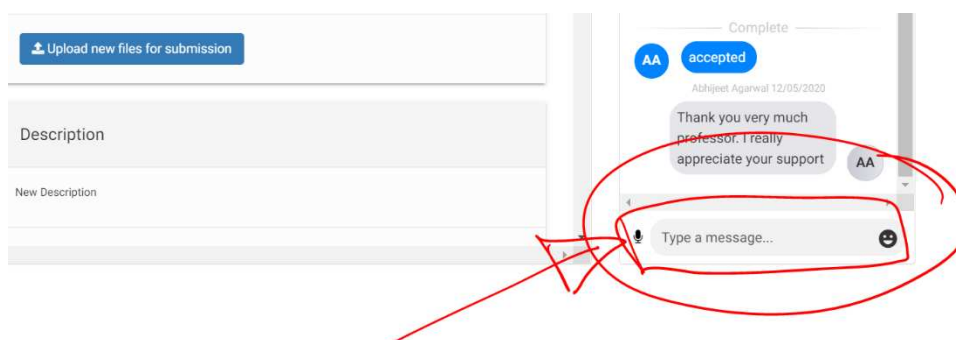 Upload new files for submission
Description
New Description
Complete
AA
accepted
Abhijeet Agarwal 12/05/2020
Thank you very much
professor. I really
appreciate your support
AA
Type a message...